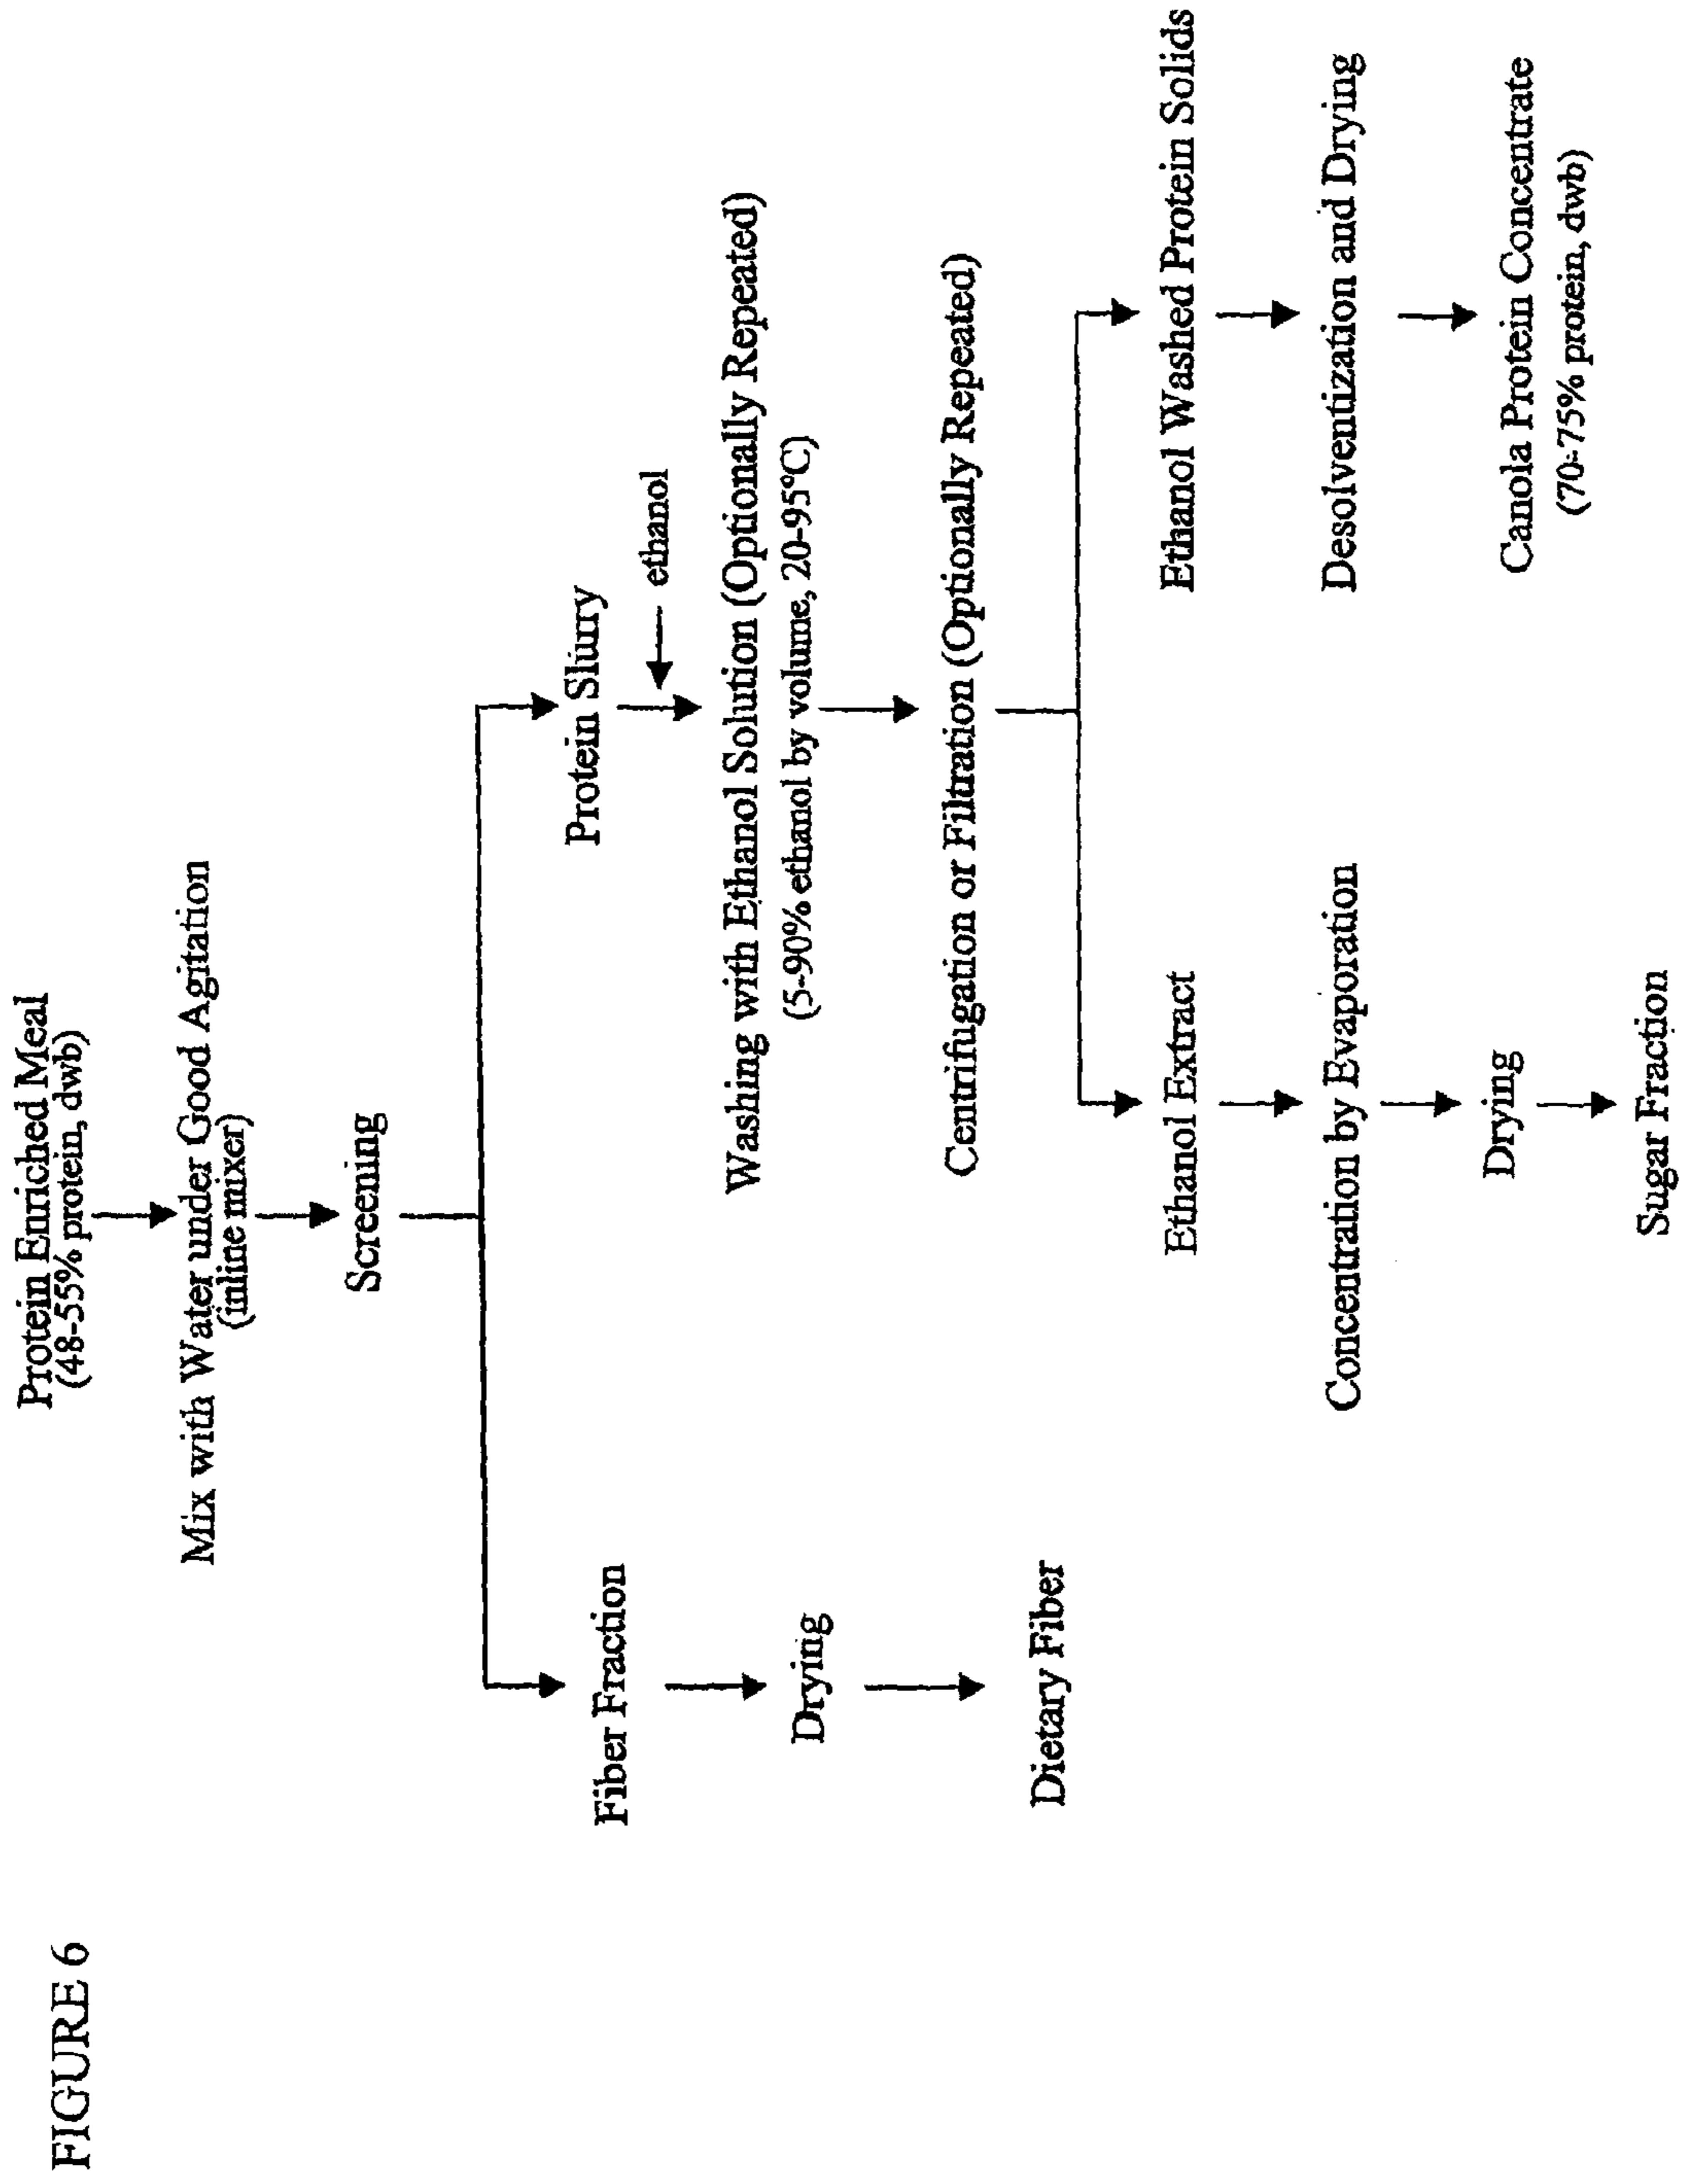 FIGURE 6
Protein Enriched Meal
(48-55% protein, dwb)
Mix with Water under Good Agitation
(inline mixer)
Screening
Fiber Fraction
Drying
Dietary Fiber
Protein Slurry
ethanol
Washing with Ethanol Solution (Optionally Repeated)
(5-90% ethanol by volume, 20-95°C)
Centrifugation or Filtration (Optionally Repeated)
Ethanol Extract
Concentration by Evaporation
Drying
Sugar Fraction
Ethanol Washed Protein Solids
Desolventization and Drying
Canola Protein Concentrate
(70-75% protein, dwb)